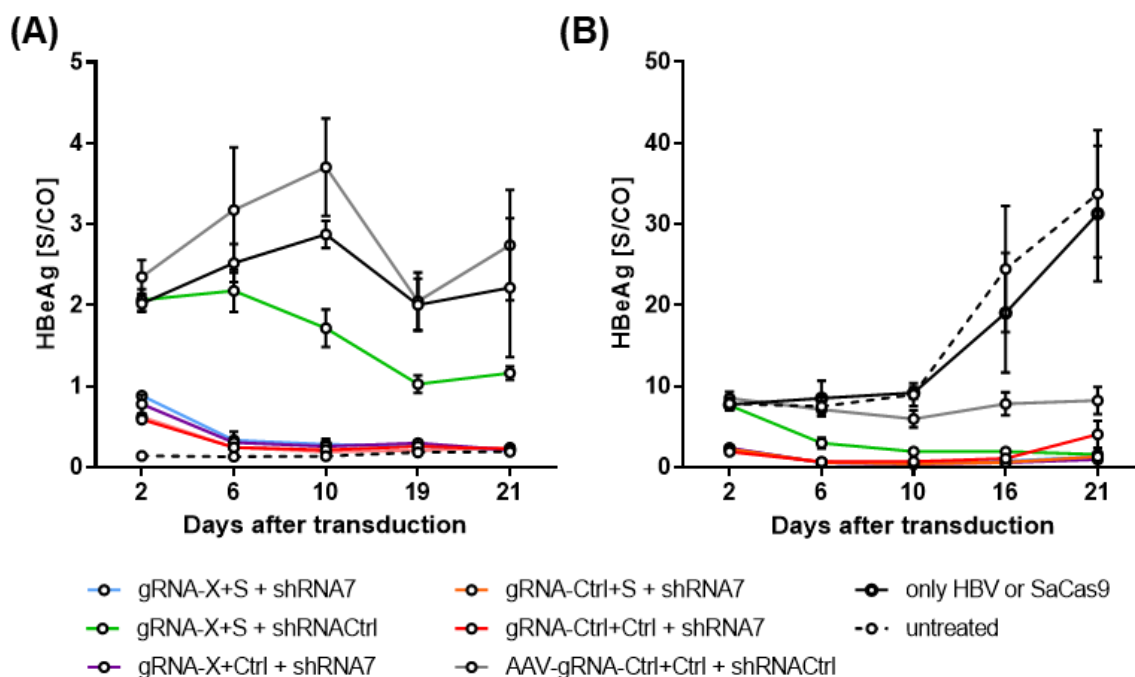 (A)
5
4
3
2
1
0
HBeAg [S/CO]
2 6 10 19 21
Days after transduction
(B)
50
40
30
20
10
0
HBeAg [S/CO]
2 6 10 16 21
Days after transduction
gRNA-X+S + shRNA7
gRNA-X+S + shRNACtrl
gRNA-X+Ctrl + shRNA7
gRNA-Ctrl+S + shRNA7
gRNA-Ctrl+Ctrl + shRNA7
AAV-gRNA-Ctrl+Ctrl + shRNACtrl
only HBV or SaCas9
untreated